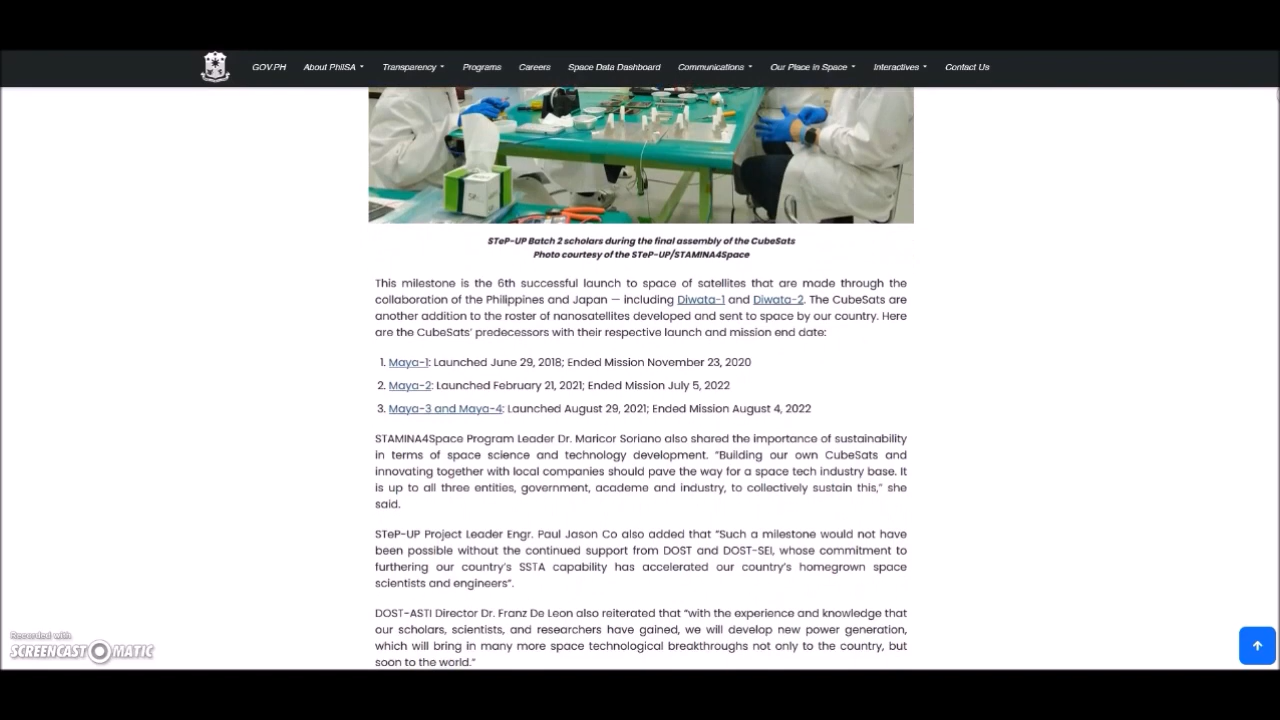 GOV.PH About PhilSA Transparency Programs Careers Space Data Dashboard Communications Our Place in Space Interactives Contact Us
STeP-UP Batch 2 scholars during the final assembly of the CubeSats
Photo courtesy of the STeP-UP/STAMINA4Space
This milestone is the 6th successful launch to space of satellites that are made through the
collaboration of the Philippines and Japan — including Diwata-1 and Diwata-2. The CubeSats are
another addition to the roster of nanosatellites developed and sent to space by our country. Here
are the CubeSats’ predecessors with their respective launch and mission end date:
1. Maya-1: Launched June 29, 2018; Ended Mission November 23, 2020
2. Maya-2: Launched February 21, 2021; Ended Mission July 5, 2022
3. Maya-3 and Maya-4: Launched August 29, 2021; Ended Mission August 4, 2022
STAMINA4Space Program Leader Dr. Maricor Soriano also shared the importance of sustainability
in terms of space science and technology development. “Building our own CubeSats and
innovating together with local companies should pave the way for a space tech industry base. It
is up to all three entities, government, academe and industry, to collectively sustain this,” she
said.
STeP-UP Project Leader Engr. Paul Jason Co also added that “Such a milestone would not have
been possible without the continued support from DOST and DOST-SEI, whose commitment to
furthering our country’s SSTA capability has accelerated our country’s homegrown space
scientists and engineers”.
DOST-ASTI Director Dr. Franz De Leon also reiterated that “with the experience and knowledge that
our scholars, scientists, and researchers have gained, we will develop new power generation,
which will bring in many more space technological breakthroughs not only to the country, but
soon to the world.”
Recorded with
SCREENCAST MATIC